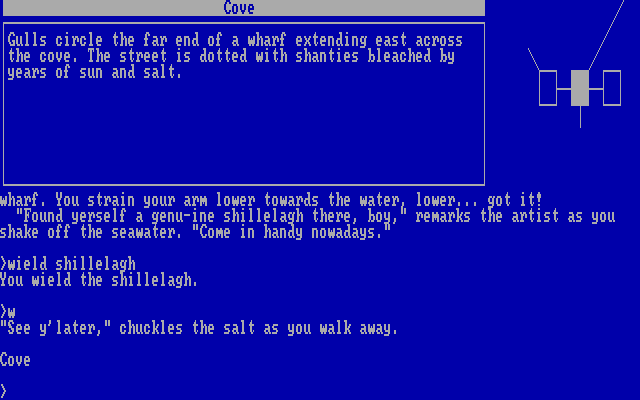 Cove
Gulls circle the far end of a wharf extending east across
the cove. The street is dotted with shanties bleached by
years of sun and salt.
wharf. You strain your arm lower towards the water, lower... got it!
"Found yerself a genu-ine shillelagh there, boy," remarks the artist as you
shake off the seawater. "Come in handy nowadays."
>wield shillelagh
You wield the shillelagh.
>w
"See y'later," chuckles the salt as you walk away.
Cove
>